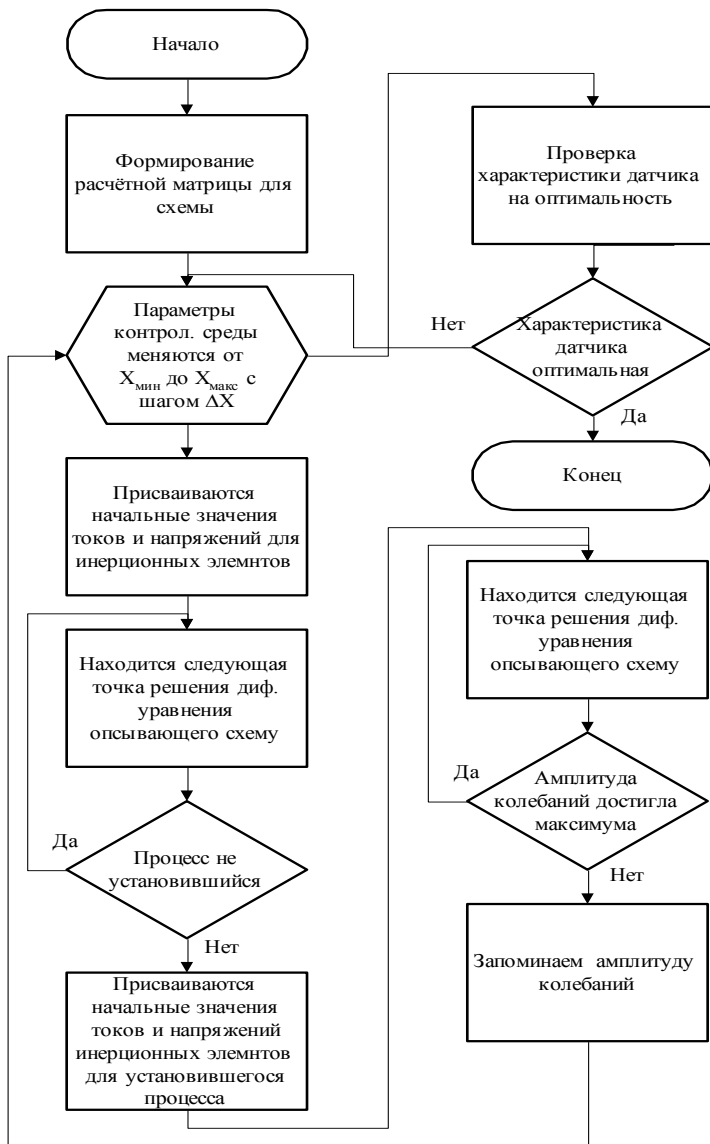 Начало
Формирование
расчётной матрицы для
схемы
Параметры
контрол. среды
меняются от
Xмин до Xмакс с
шагом ΔX
Присваиваются
начальные значения
токов и напряжений для
инерционных элемнтов
Находится следующая
точка решения диф.
уравнения
опсывающего схему
Да
Процесс не
установившийся
Нет
Присваиваются
начальные значения
токов и напряжений
инерционных элемнтов
для установившегося
процесса
Проверка
характеристики датчика
на оптимальность
Нет
Характеристика
датчика
оптимальная
Да
Конец
Находится следующая
точка решения диф.
уравнения
опсывающего схему
Да
Амплитуда
колебаний достигла
максимума
Нет
Запоминаем амплитуду
колебаний